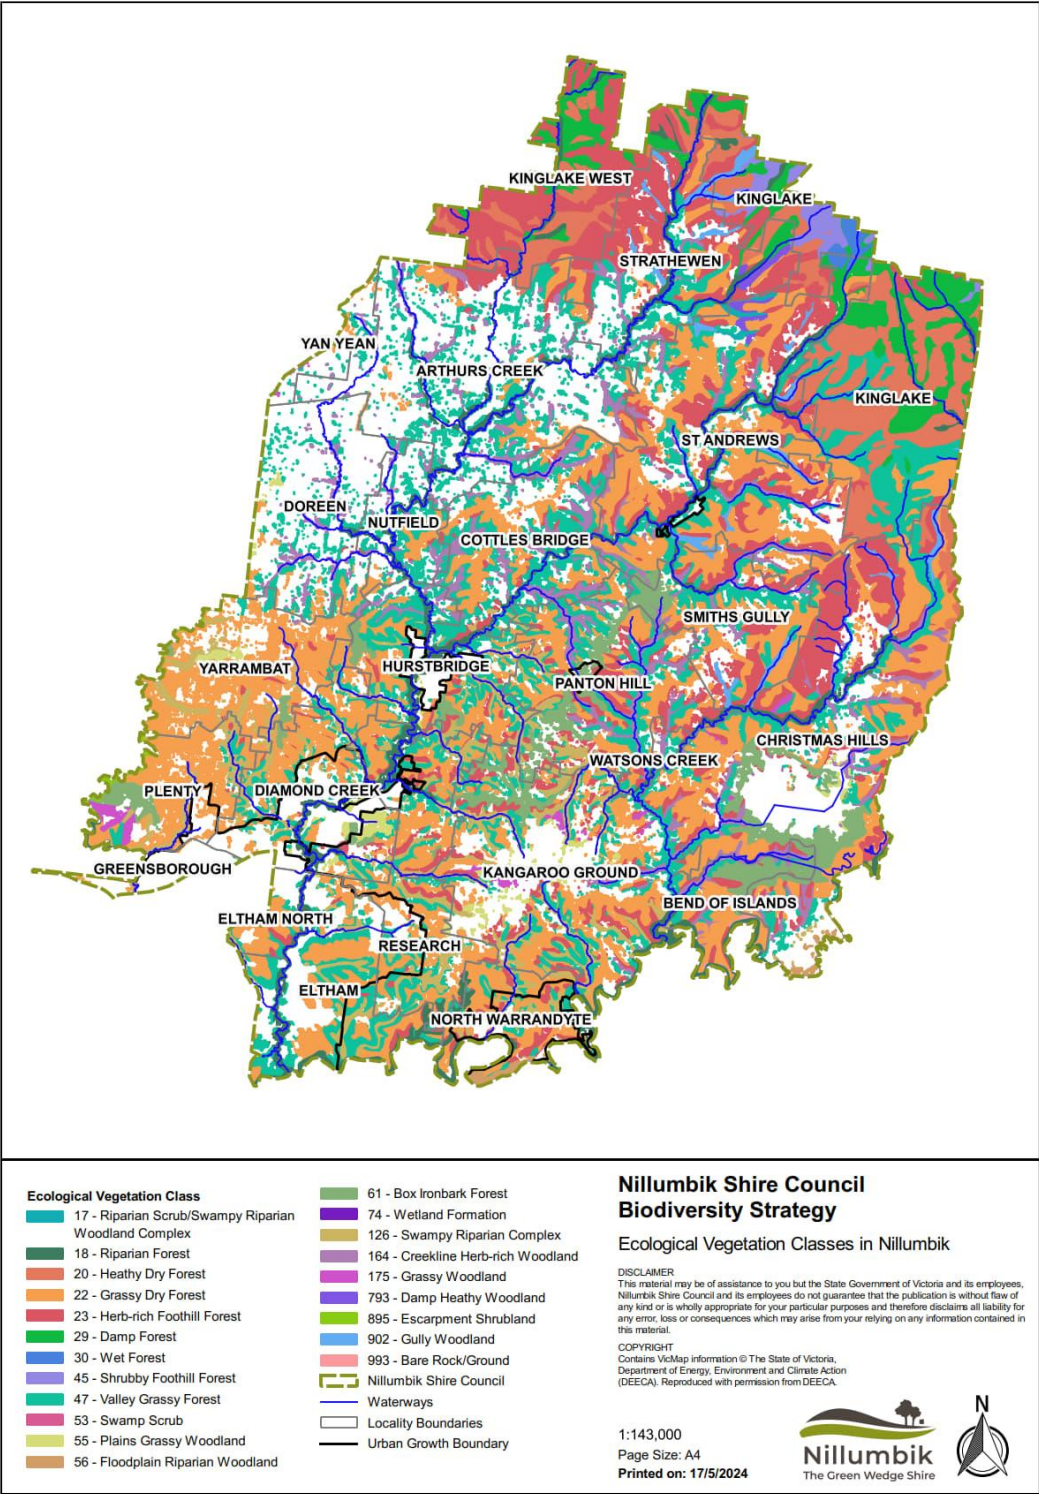 KINGLAKE WEST
KINGLAKE
STRATHEWEN
YAN YEAN
ARTHURS CREEK
KINGLAKE
ST ANDREWS
DOREEN
NUTFIELD
COTTLES BRIDGE
SMITHS GULLY
YARRAMBAT
HURSTBRIDGE
PANTON HILL
CHRISTMAS HILLS
WATSONS CREEK
PLENTY
DIAMOND CREEK
GREENSBOROUGH
KANGAROO GROUND
BEND OF ISLANDS
ELTHAM NORTH
RESEARCH
ELTHAM
NORTH WARRANDYTE
Ecological Vegetation Class
17 - Riparian Scrub/Swampy Riparian
Woodland Complex
18 - Riparian Forest
20 - Heathy Dry Forest
22 - Grassy Dry Forest
23 - Herb-rich Foothill Forest
29 - Damp Forest
30 - Wet Forest
45 - Shrubby Foothill Forest
47 - Valley Grassy Forest
53 - Swamp Scrub
55 - Plains Grassy Woodland
56 - Floodplain Riparian Woodland
61 - Box Ironbark Forest
74 - Wetland Formation
126 - Swampy Riparian Complex
164 - Creekline Herb-rich Woodland
175 - Grassy Woodland
793 - Damp Heathy Woodland
895 - Escarpment Shrubland
902 - Gully Woodland
993 - Bare Rock/Ground
Nillumbik Shire Council
Waterways
Locality Boundaries
Urban Growth Boundary
Nillumbik Shire Council
Biodiversity Strategy
Ecological Vegetation Classes in Nillumbik
DISCLAIMER
This material may be of assistance to you but the State Government of Victoria and its employees,
Nillumbik Shire Council and its employees do not guarantee that the publication is without flaw of
any kind or is wholly appropriate for your particular purposes and therefore disclaims all liability for
any error, loss or consequences which may arise from your relying on any information contained in
this material.
COPYRIGHT
Contains VicMap information © The State of Victoria,
Department of Energy, Environment and Climate Action
(DEECA). Reproduced with permission from DEECA.
1:143,000
Page Size: A4
Printed on: 17/5/2024
Nillumbik
The Green Wedge Shire
N